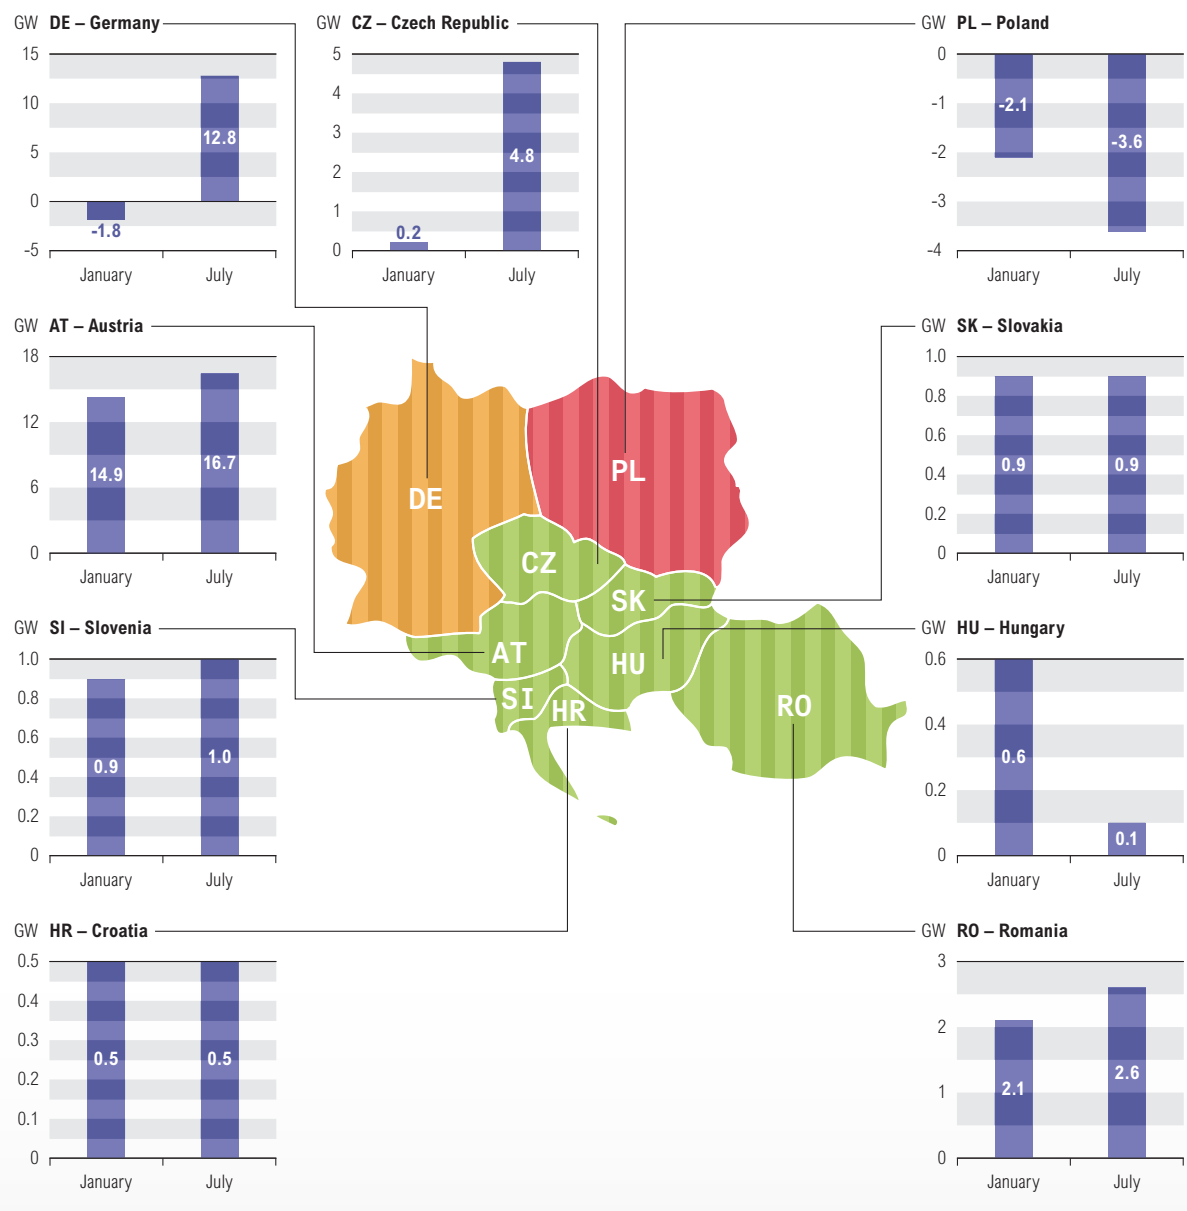 GW DE – Germany
15
10
5
0
-5
12.8
-1.8
January July
GW CZ – Czech Republic
5
4
3
2
1
0
4.8
0.2
January July
GW PL – Poland
0
-1
-2
-3
-4
-2.1
-3.6
January July
GW AT – Austria
18
12
6
0
14.9
16.7
January July
GW SK – Slovakia
1.0
0.8
0.6
0.4
0.2
0
0.9
0.9
January July
DE
PL
CZ
SK
AT
HU
SI
HR
RO
GW SI – Slovenia
1.0
0.8
0.6
0.4
0.2
0
0.9
1.0
January July
GW HU – Hungary
0.6
0.4
0.2
0
0.6
0.1
January July
GW HR – Croatia
0.5
0.4
0.3
0.2
0.1
0
0.5
0.5
January July
GW RO – Romania
3
2
1
0
2.1
2.6
January July